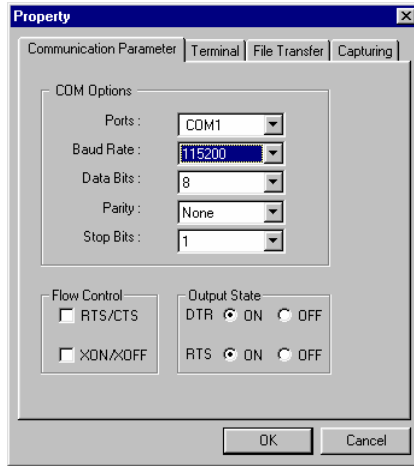 Property
Communication Parameter Terminal File Transfer Capturing
COM Options
Ports : COM1
Baud Rate : 115200
Data Bits : 8
Parity : None
Stop Bits : 1
Flow Control
RTS/CTS
XON/XOFF
Output State
DTR ON OFF
RTS ON OFF
OK Cancel